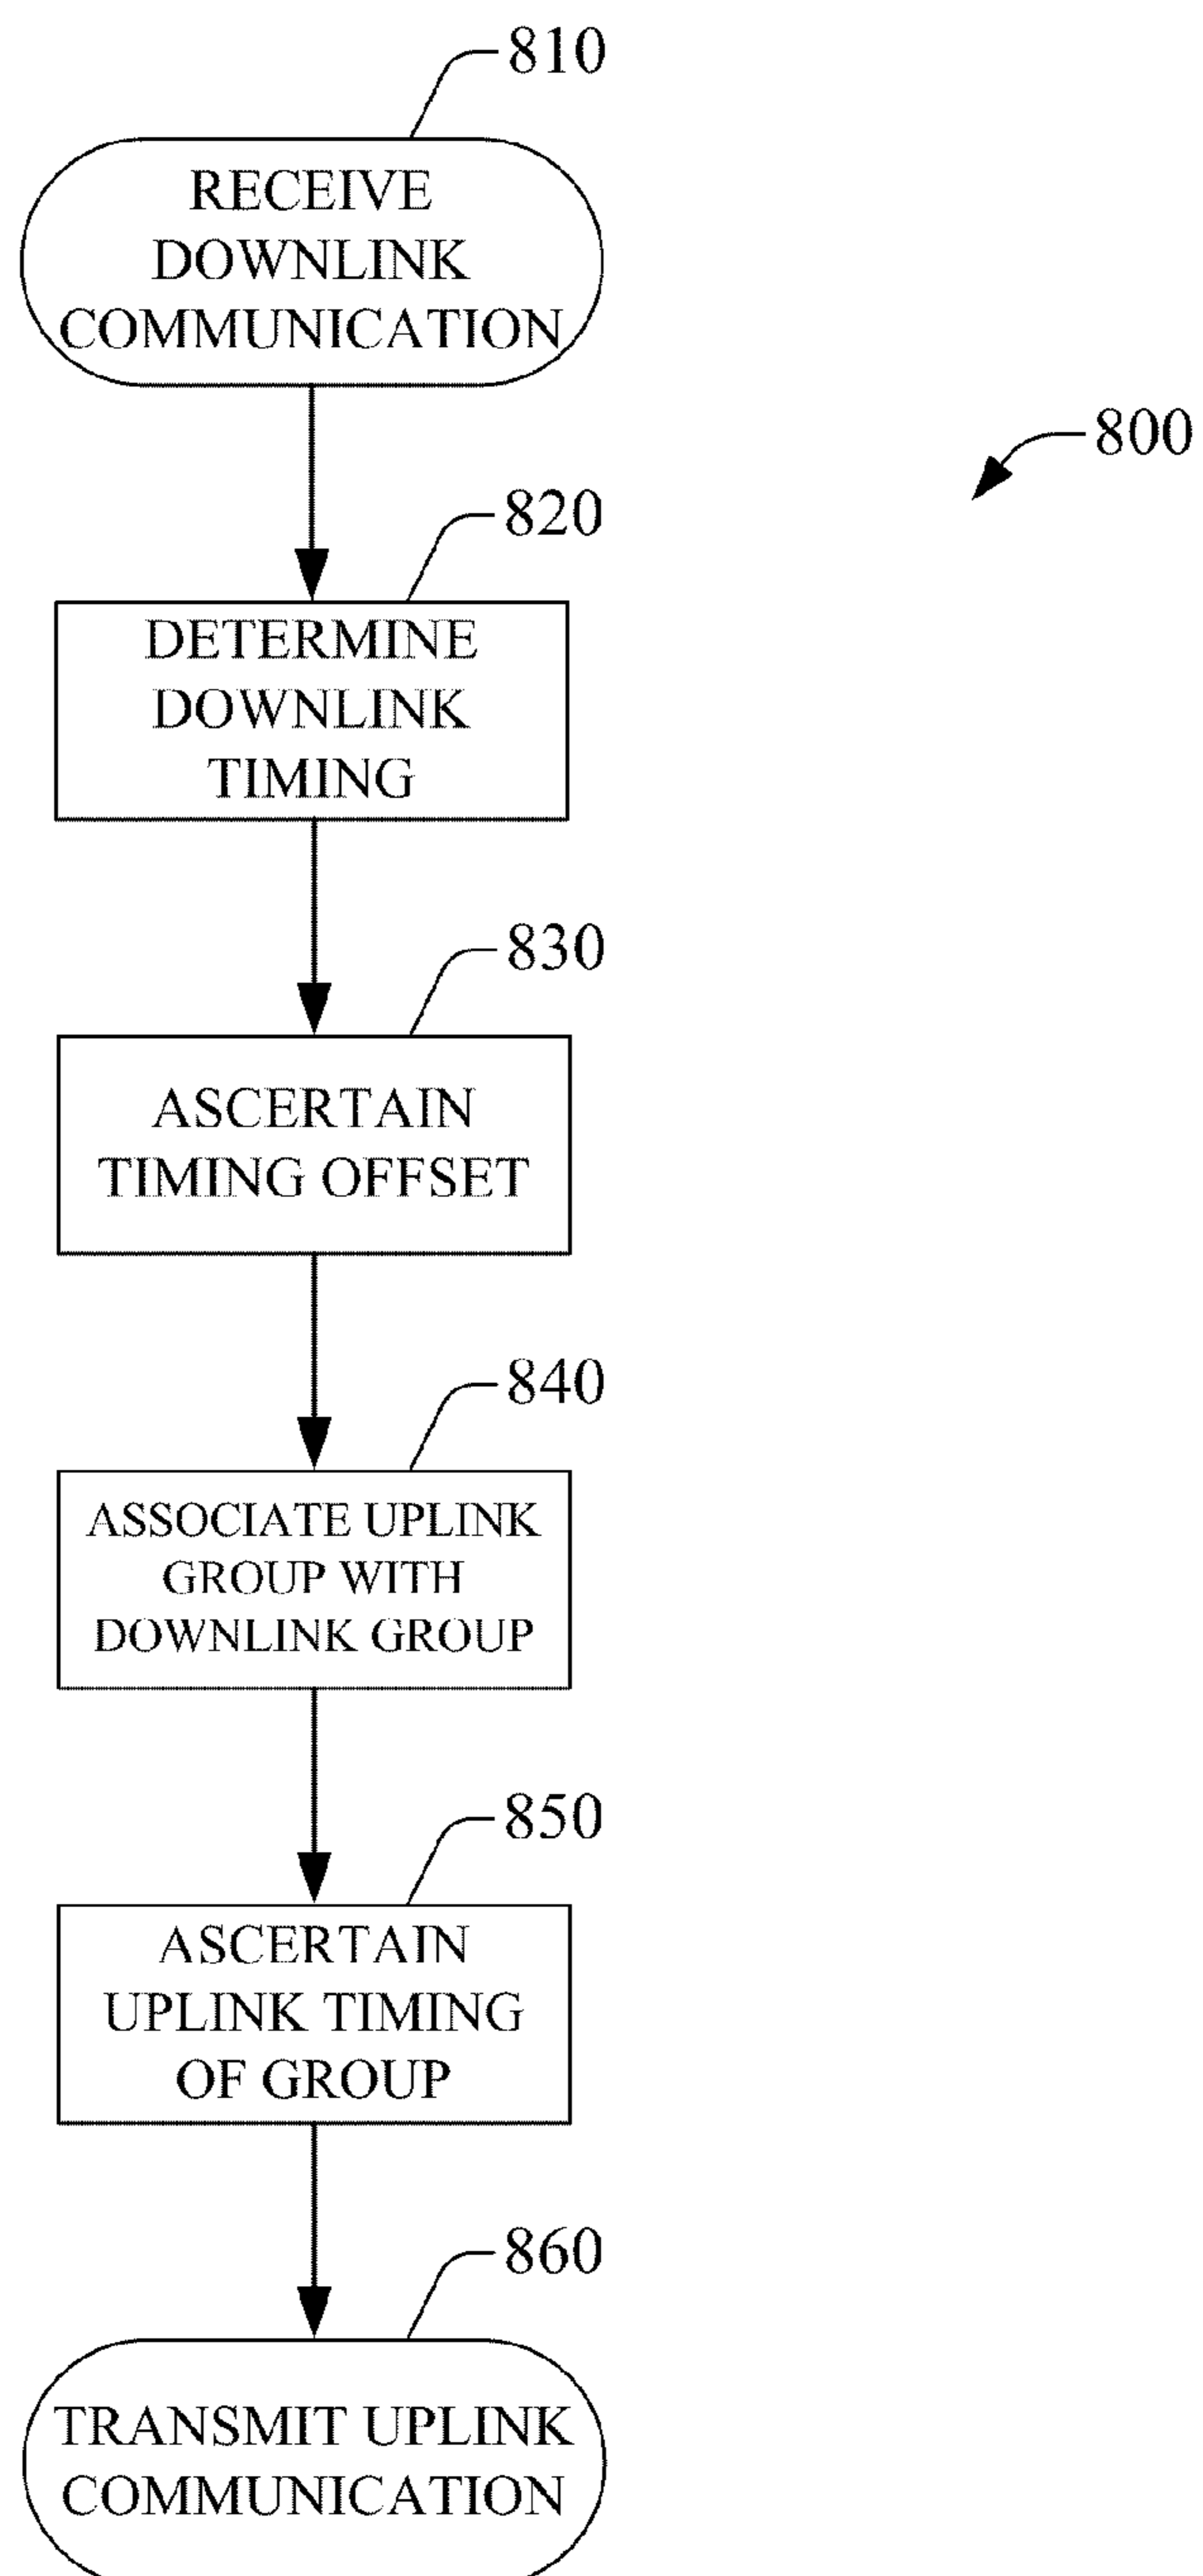 810
RECEIVE
DOWNLINK
COMMUNICATION
800
820
DETERMINE
DOWNLINK
TIMING
830
ASCERTAIN
TIMING OFFSET
840
ASSOCIATE UPLINK
GROUP WITH
DOWNLINK GROUP
850
ASCERTAIN
UPLINK TIMING
OF GROUP
860
TRANSMIT UPLINK
COMMUNICATION